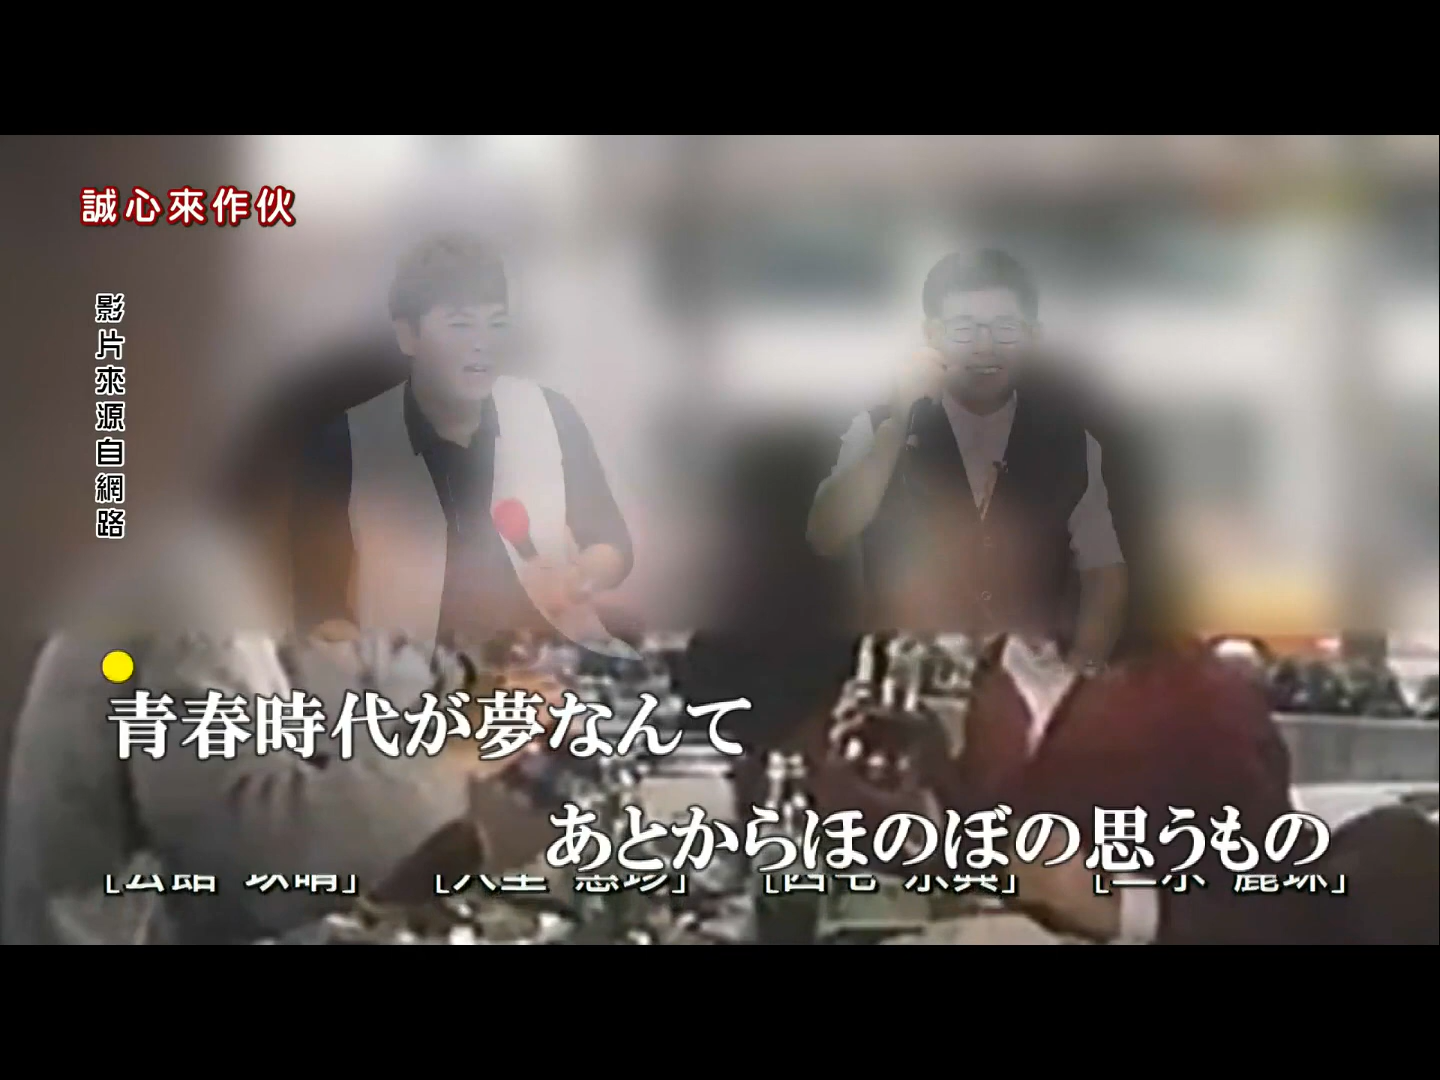 誠心來作伙
影片來源自網路
青春時代が夢なんて
あとからほのぼの思うもの